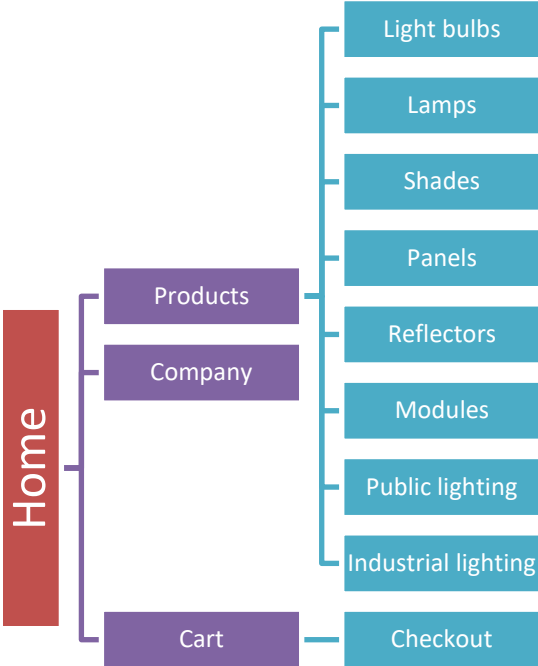 Home
Products
Light bulbs
Lamps
Shades
Panels
Reflectors
Modules
Public lighting
Industrial lighting
Company
Cart
Checkout